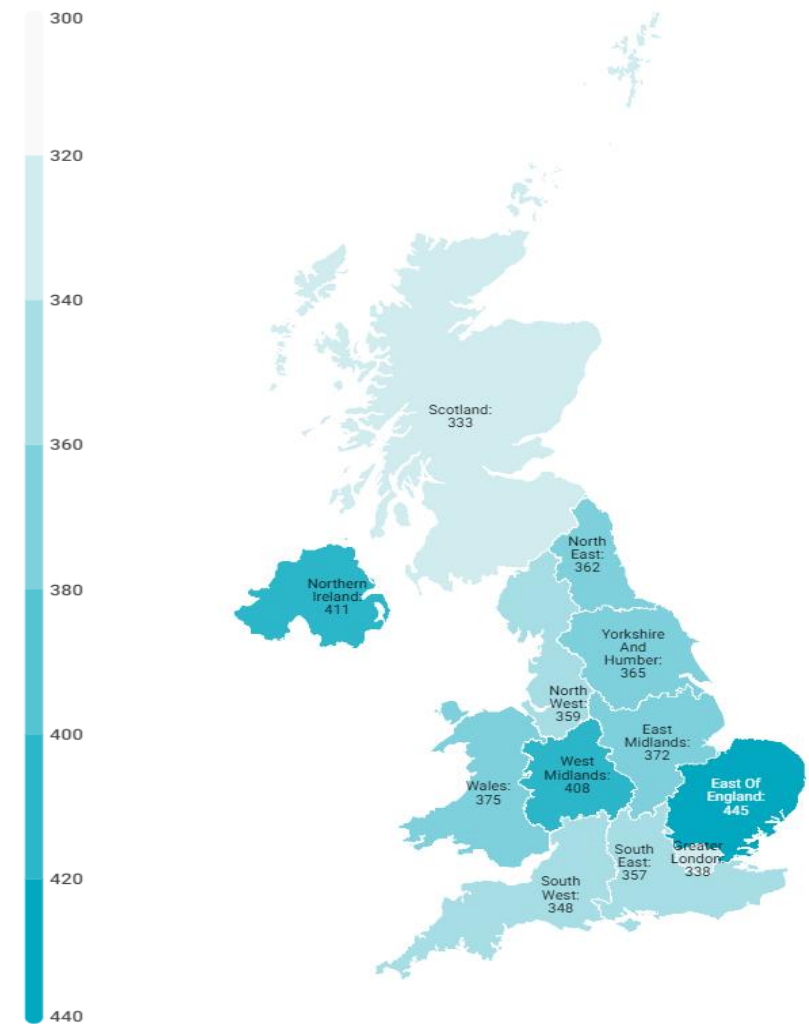 300
320
340
360
380
400
420
440
Scotland:
333
North
East:
362
Northern
Ireland:
411
Yorkshire
And
Humber:
365
North
West:
359
East
Midlands:
372
West
Midlands:
408
Wales:
375
East Of
England:
445
Greater
London:
338
South
East:
357
South
West:
348